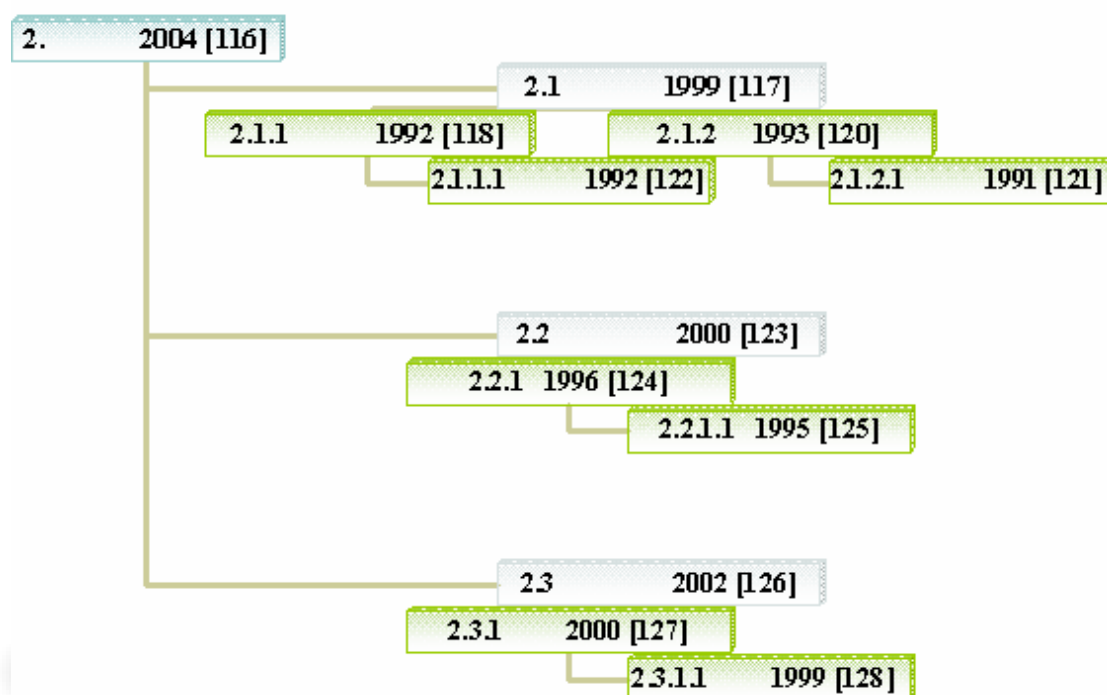 2. 2004 [116]
2.1 1999 [117]
2.1.1 1992 [118]
2.1.2 1993 [120]
2.1.1.1 1992 [122]
2.1.2.1 1991 [121]
2.2 2000 [123]
2.2.1 1996 [124]
2.2.1.1 1995 [125]
2.3 2002 [126]
2.3.1 2000 [127]
2.3.1.1 1999 [128]